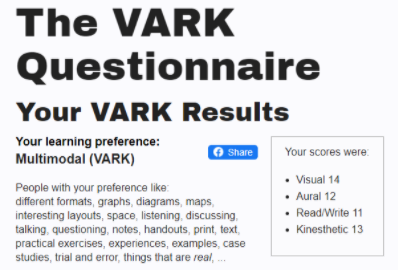 The VARK
Questionnaire
Your VARK Results
Your learning preference:
Multimodal (VARK)
Share
People with your preference like:
different formats, graphs, diagrams, maps,
interesting layouts, space, listening, discussing,
talking, questioning, notes, handouts, print, text,
practical exercises, experiences, examples, case
studies, trial and error, things that are real, ...
Your scores were:
• Visual 14
• Aural 12
• Read/Write 11
• Kinesthetic 13